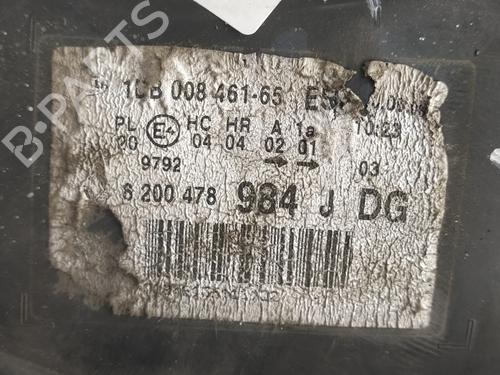 B-PARTS
008 461-65
PL E4 HC HR A 1a 10:23
20 04 04 02 01
9792 03
6 200 478 984 J DG